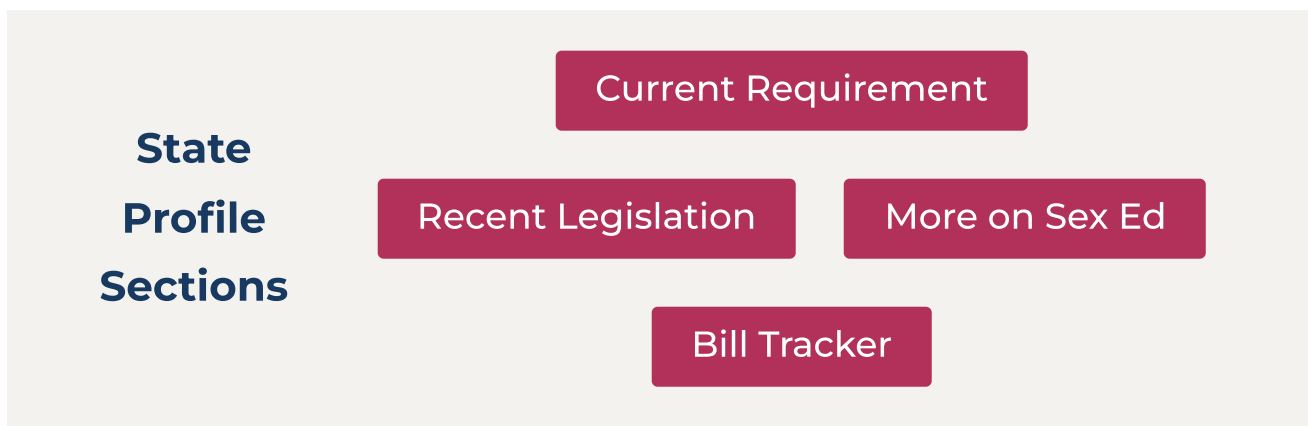 State
Profile
Sections
Current Requirement
Recent Legislation
More on Sex Ed
Bill Tracker